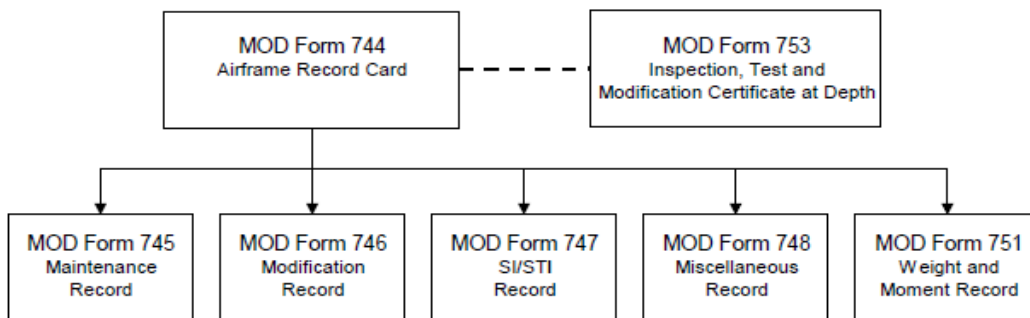 MOD Form 744
Airframe Record Card
MOD Form 753
Inspection, Test and
Modification Certificate at Depth
MOD Form 745
Maintenance
Record
MOD Form 746
Modification
Record
MOD Form 747
SI/STI
Record
MOD Form 748
Miscellaneous
Record
MOD Form 751
Weight and
Moment Record